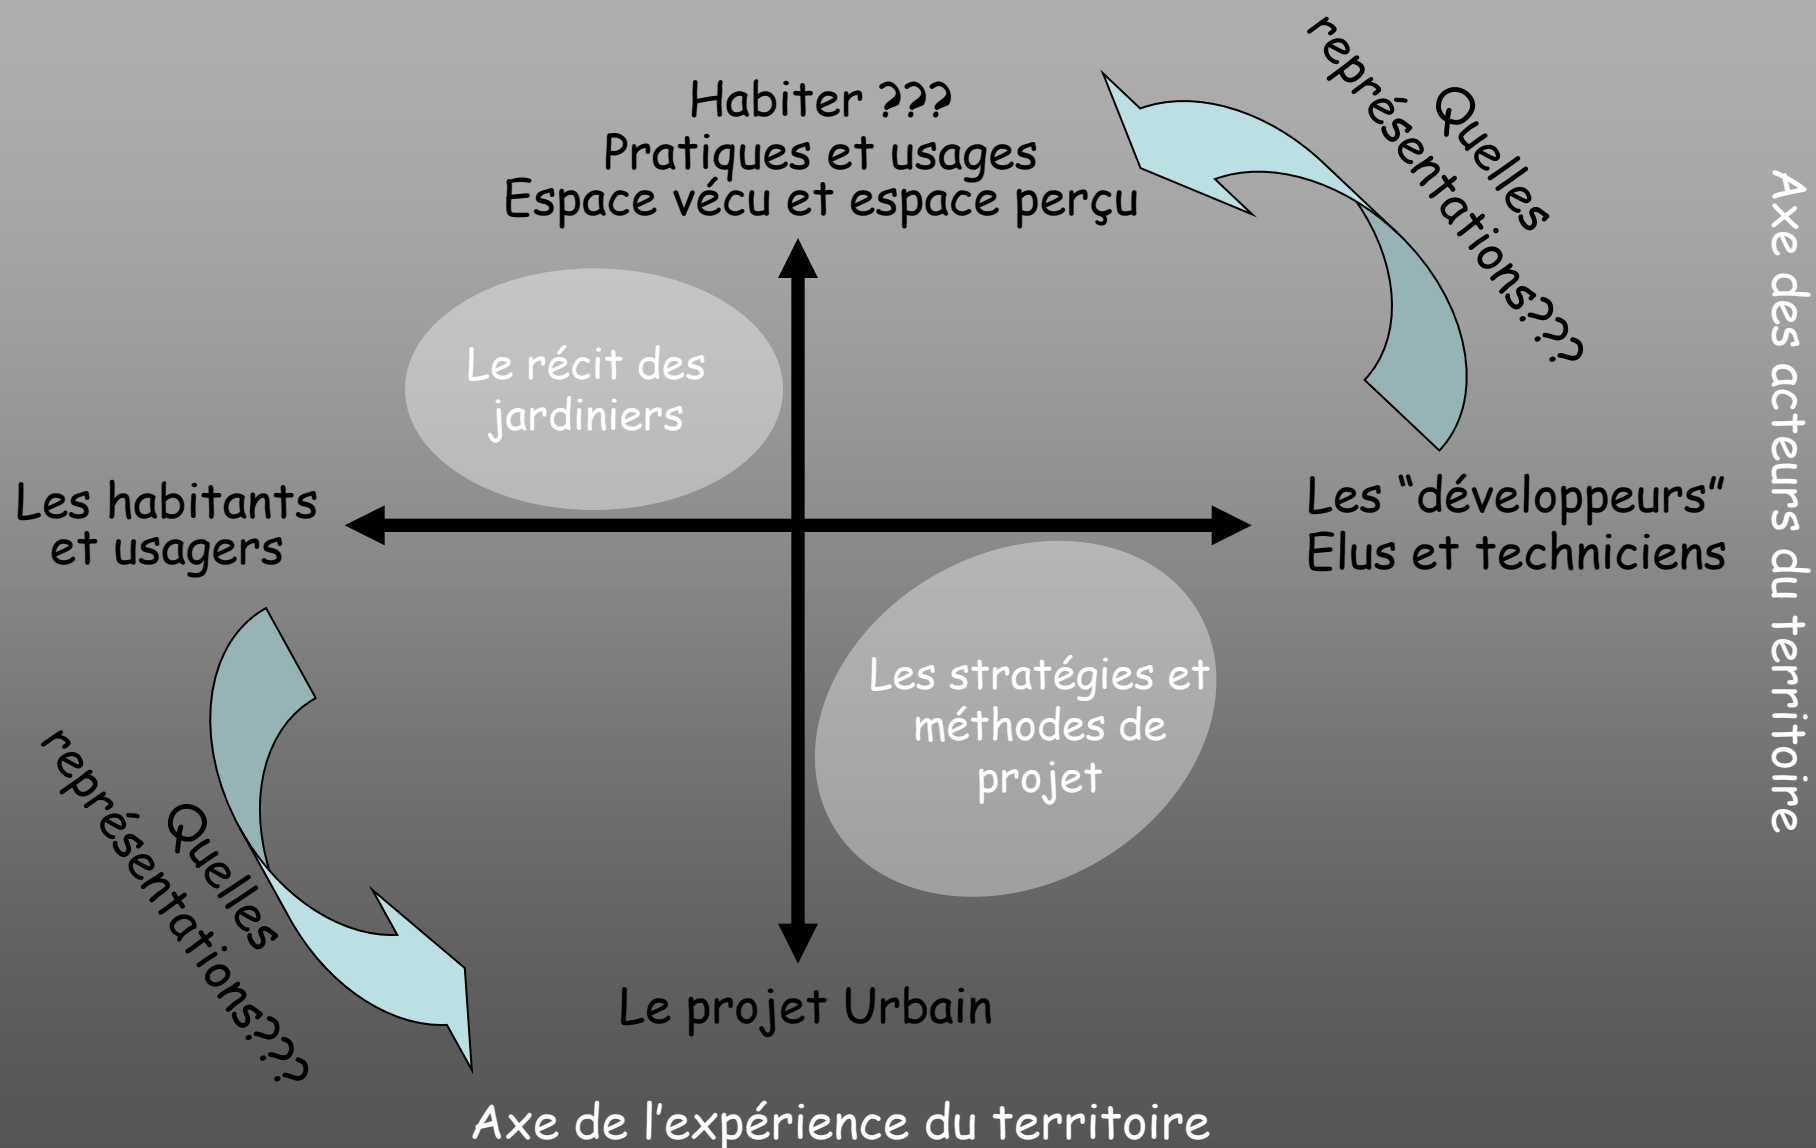 Habiter ???
Pratiques et usages
Espace vécu et espace perçu
Quelles
représentations???
Le récit des
jardiniers
Les habitants
et usagers
Les “développeurs”
Elus et techniciens
Axe des acteurs du territoire
Les stratégies et
méthodes de
projet
Quelles
représentations???
Le projet Urbain
Axe de l’expérience du territoire